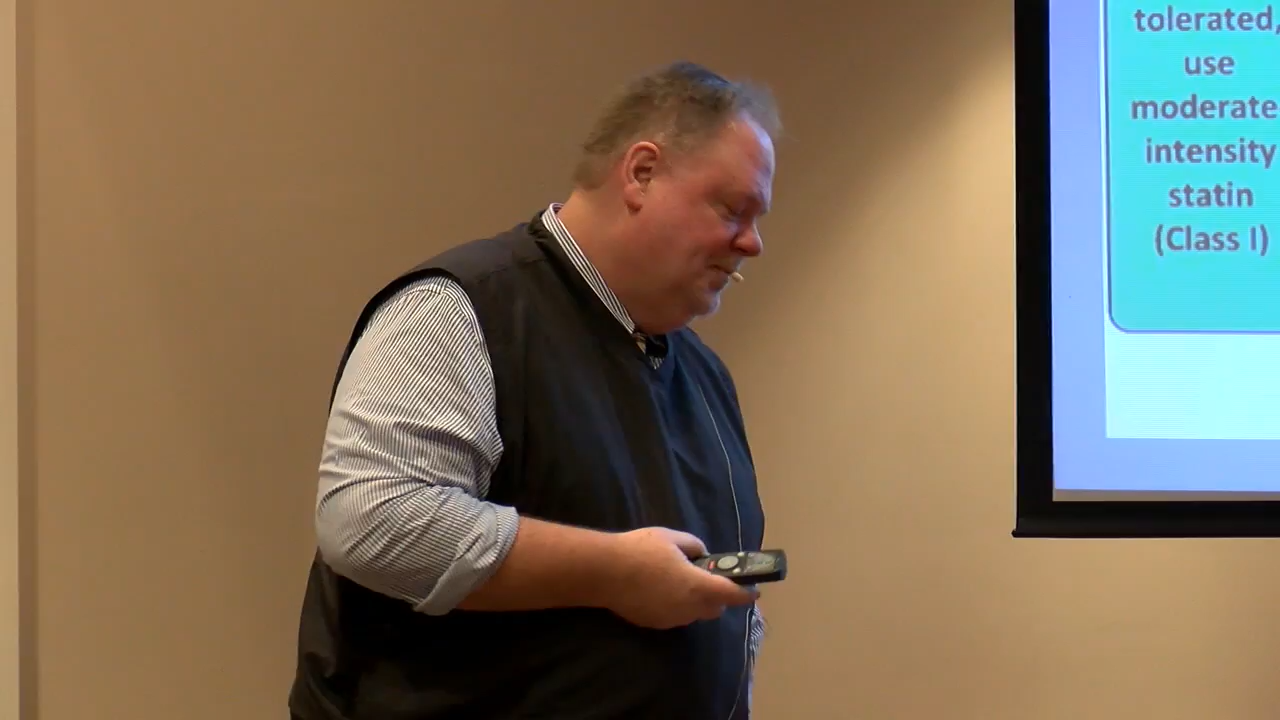 tolerated,
use
moderate
intensity
statin
(Class I)